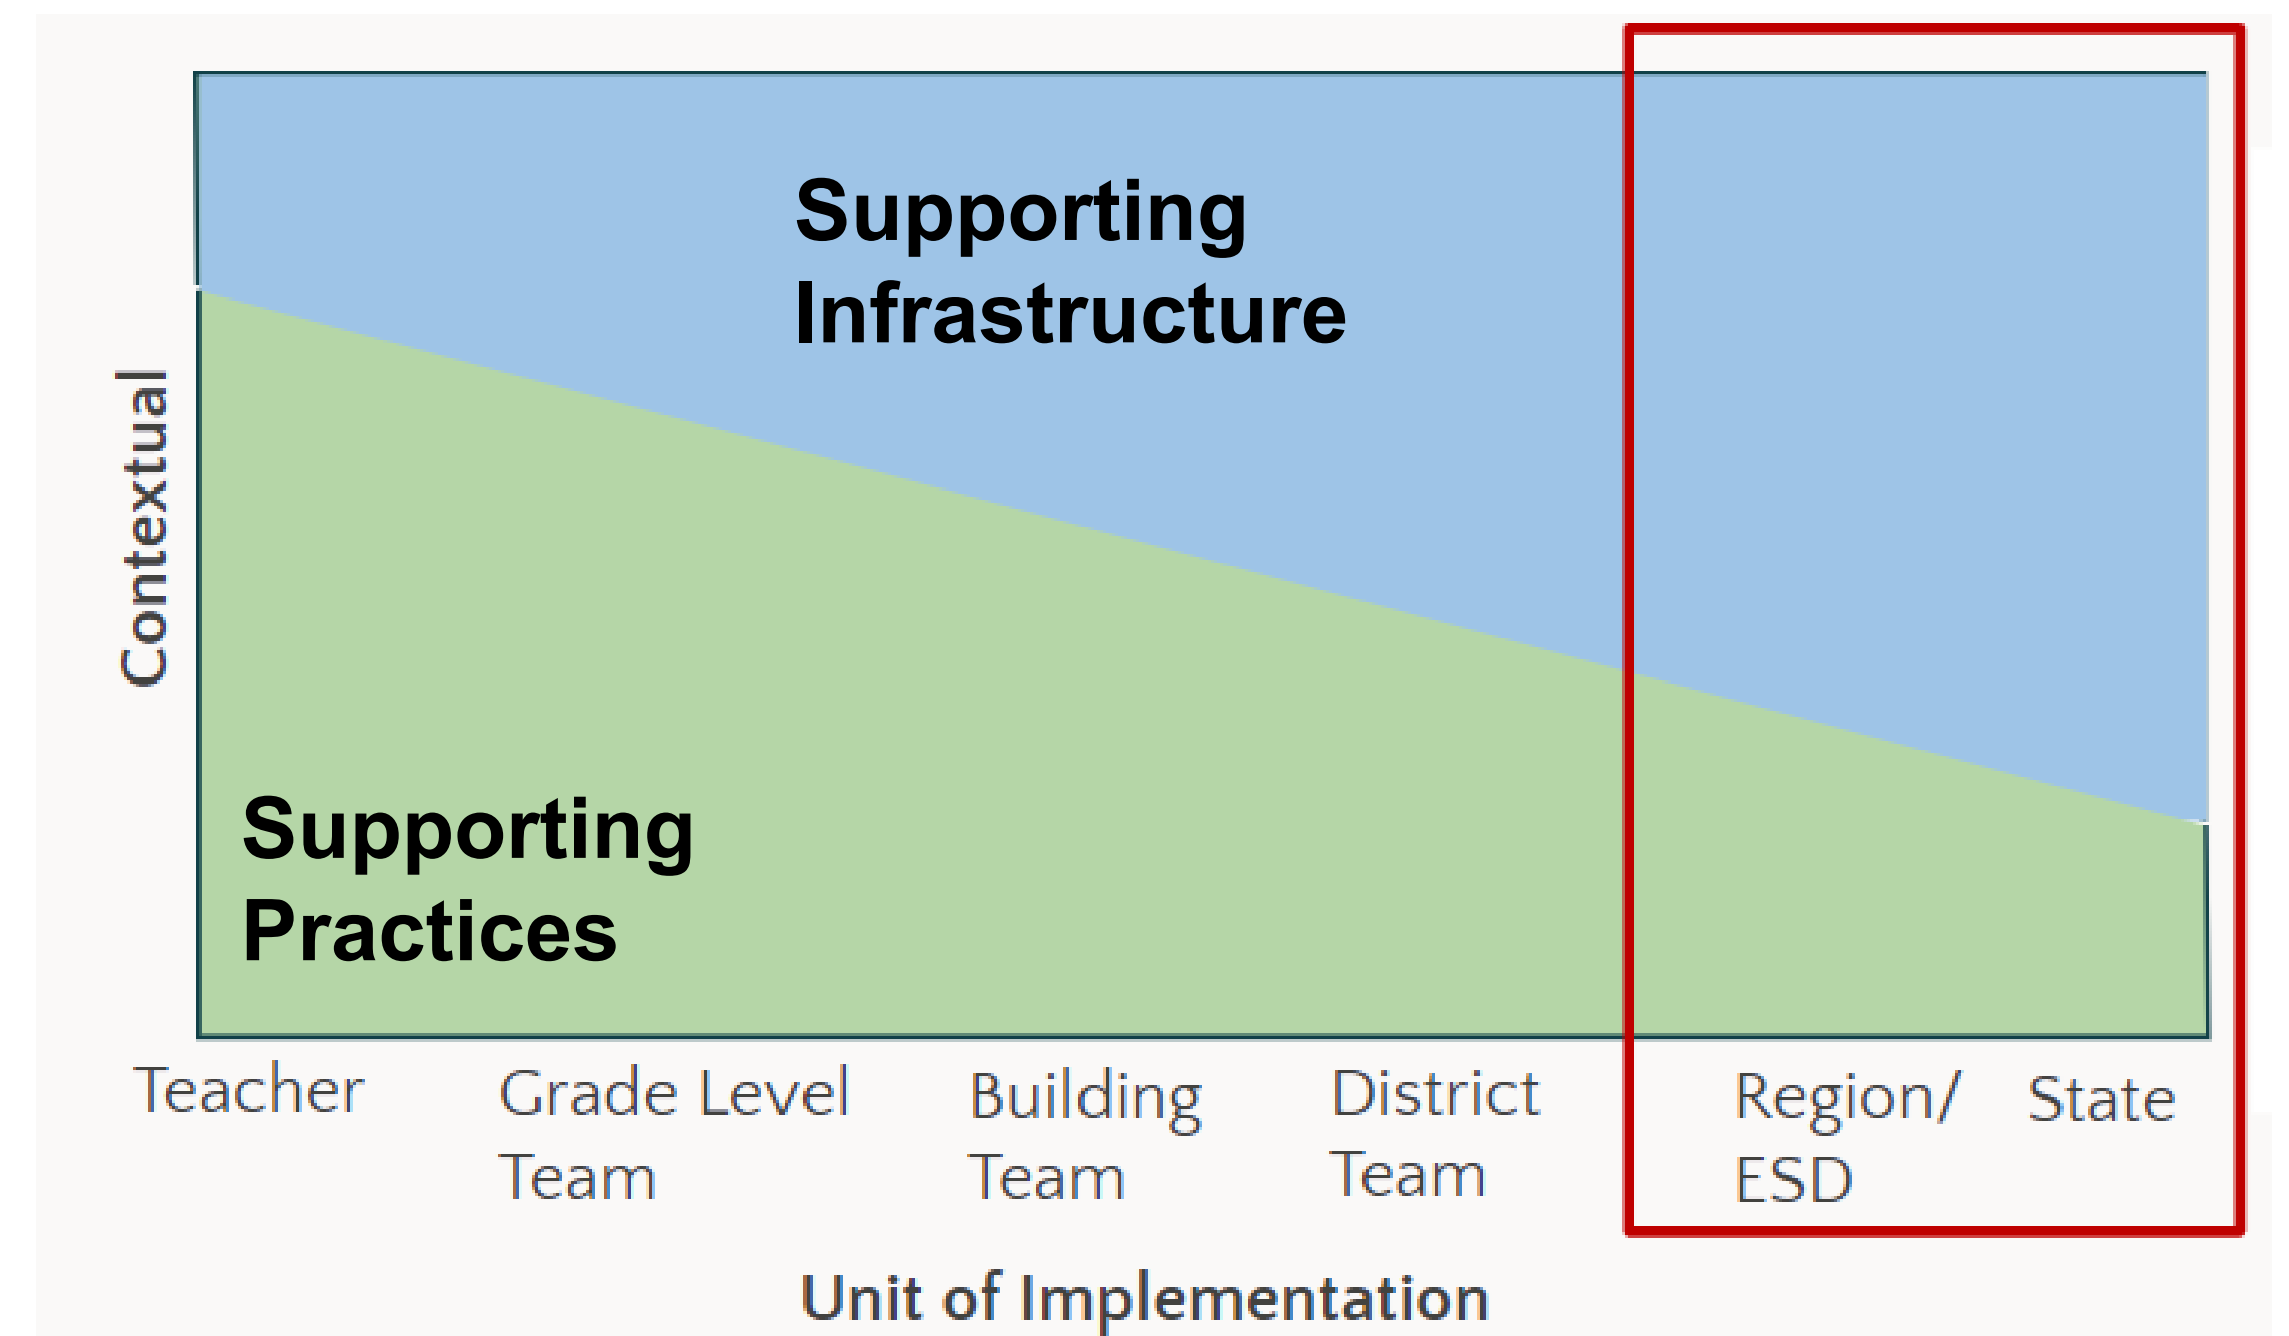 Supporting
Infrastructure
Contextual
Supporting
Practices
Teacher
Grade Level
Team
Building
Team
District
Team
Region/
ESD
State
Unit of Implementation